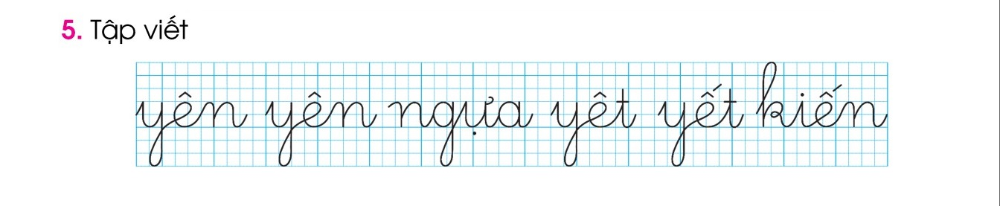 5. Tập viết
yên yên ngựa yêt yết kiến